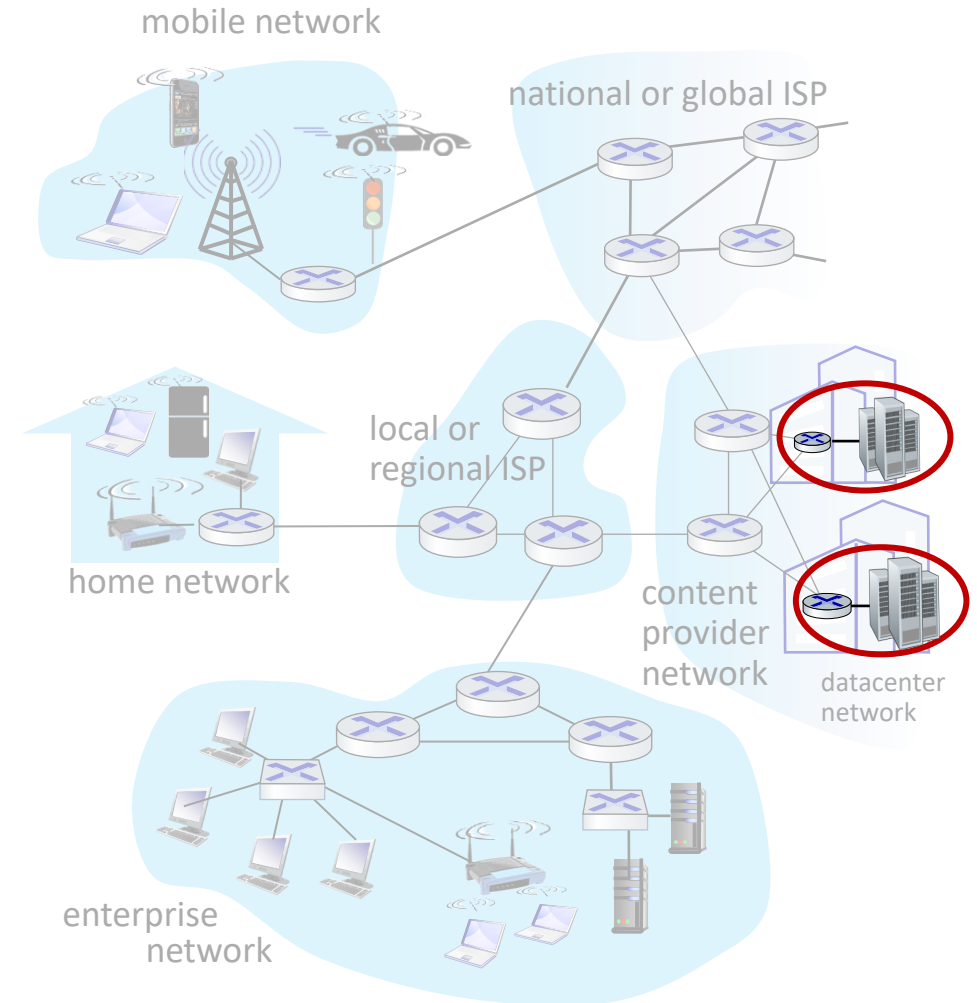 mobile network
national or global ISP
local or
regional ISP
home network
content
provider
network
datacenter
network
enterprise
network